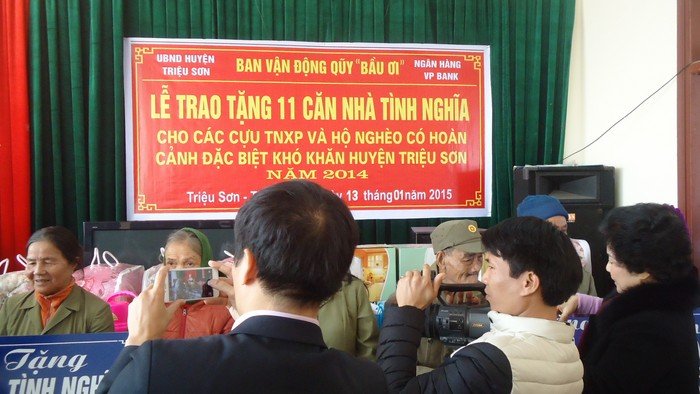 UBND HUYỆN
TRIỆU SƠN
BAN VẬN ĐỘNG QŨY "BẦU ƠI"
NGÂN HÀNG
VP BANK
LỄ TRAO TẶNG 11 CĂN NHÀ TÌNH NGHĨA
CHO CÁC CỰU TNXP VÀ HỘ NGHÈO CÓ HOÀN
CẢNH ĐẶC BIỆT KHÓ KHĂN HUYỆN TRIỆU SƠN
NĂM 2014
Triệu Sơn - 13 tháng 01 năm 2015
Tặng
TÌNH